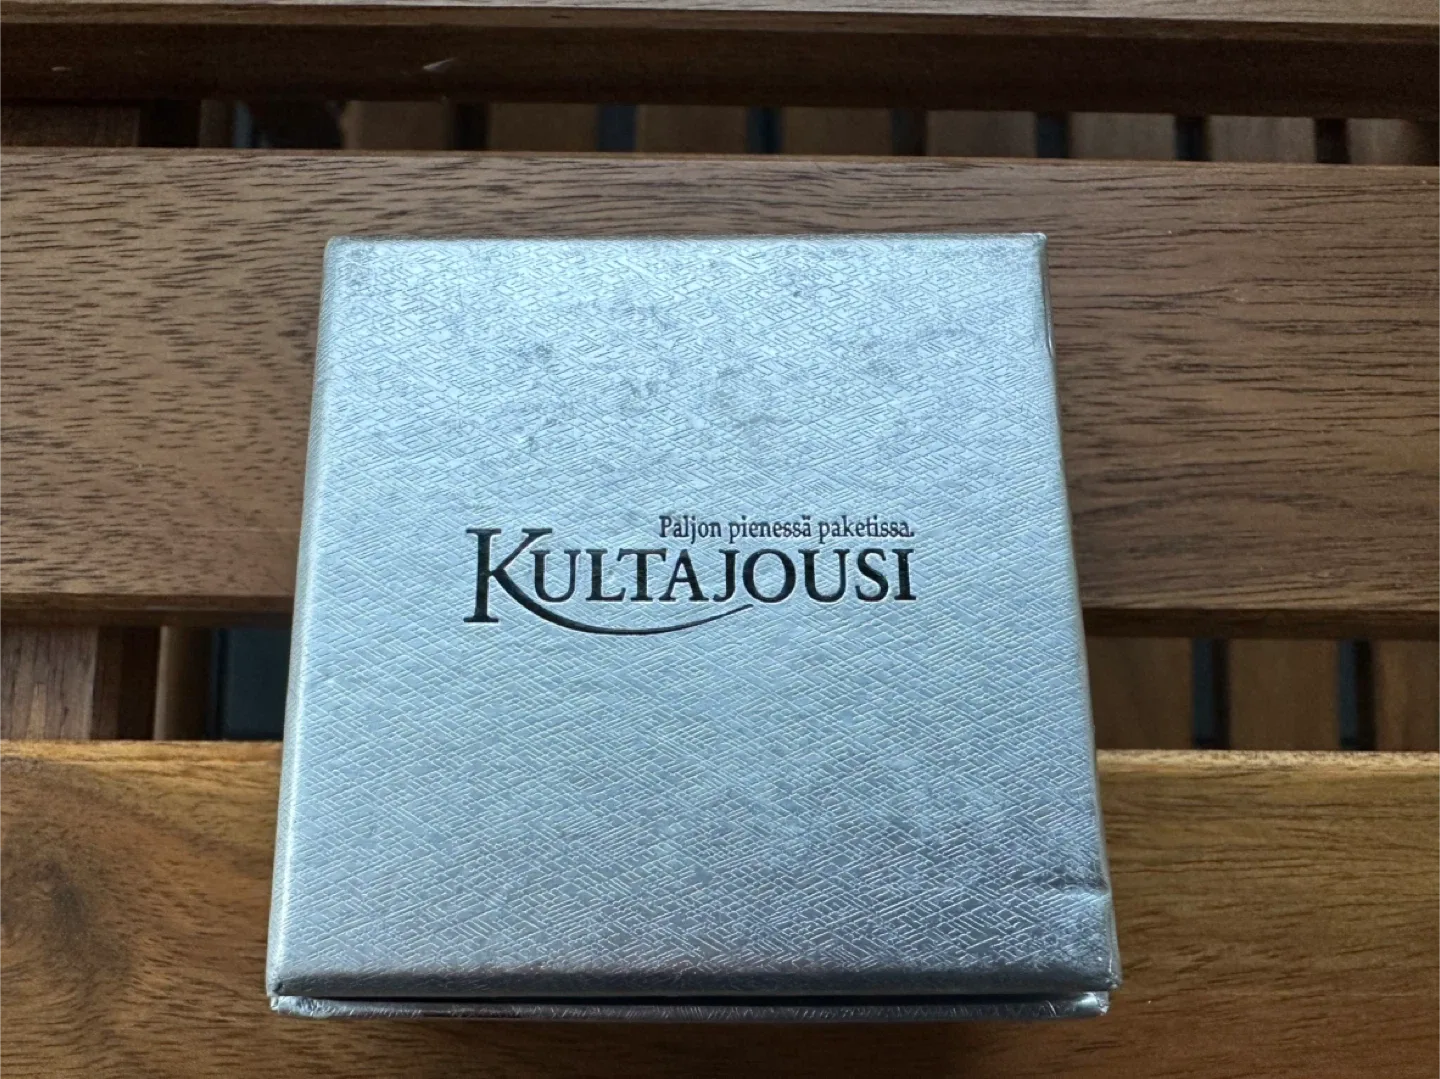 Paljon pienessä paketissa.
KULTAJOUSI